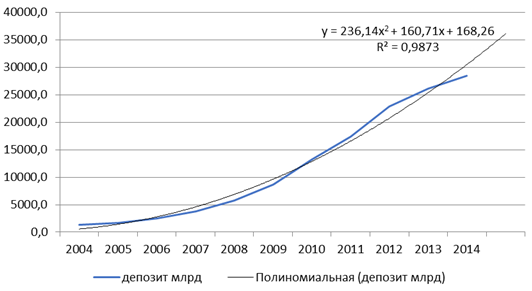 40000,0
35000,0
30000,0
25000,0
20000,0
15000,0
10000,0
5000,0
0,0
y = 236,14x² + 160,71x + 168,26
R² = 0,9873
2004 2005 2006 2007 2008 2009 2010 2011 2012 2013 2014
депозит млрд Полиномиальная (депозит млрд)